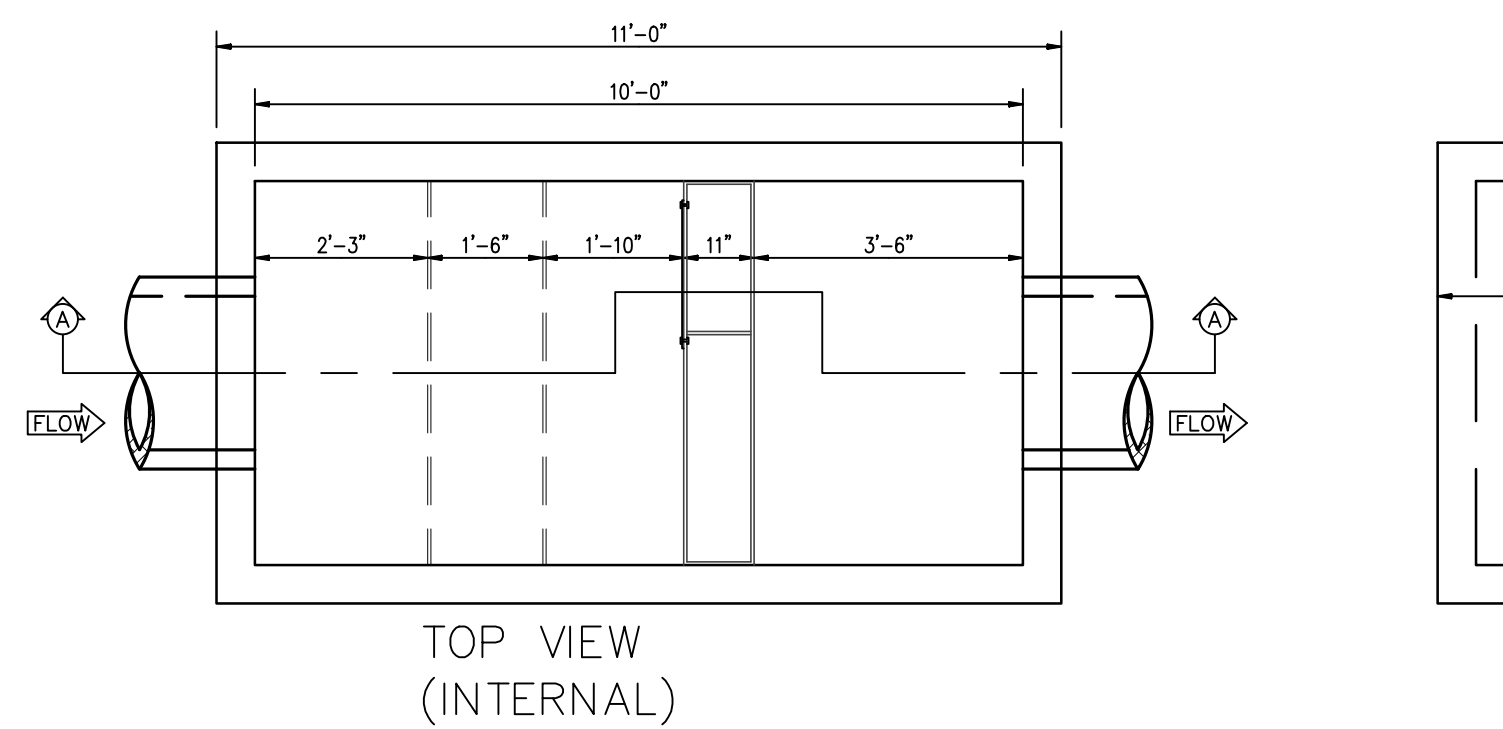 11'-0"
10'-0"
2'-3" 1'-6" 1'-10" 11" 3'-6"
A A
FLOW FLOW
TOP VIEW
(INTERNAL)